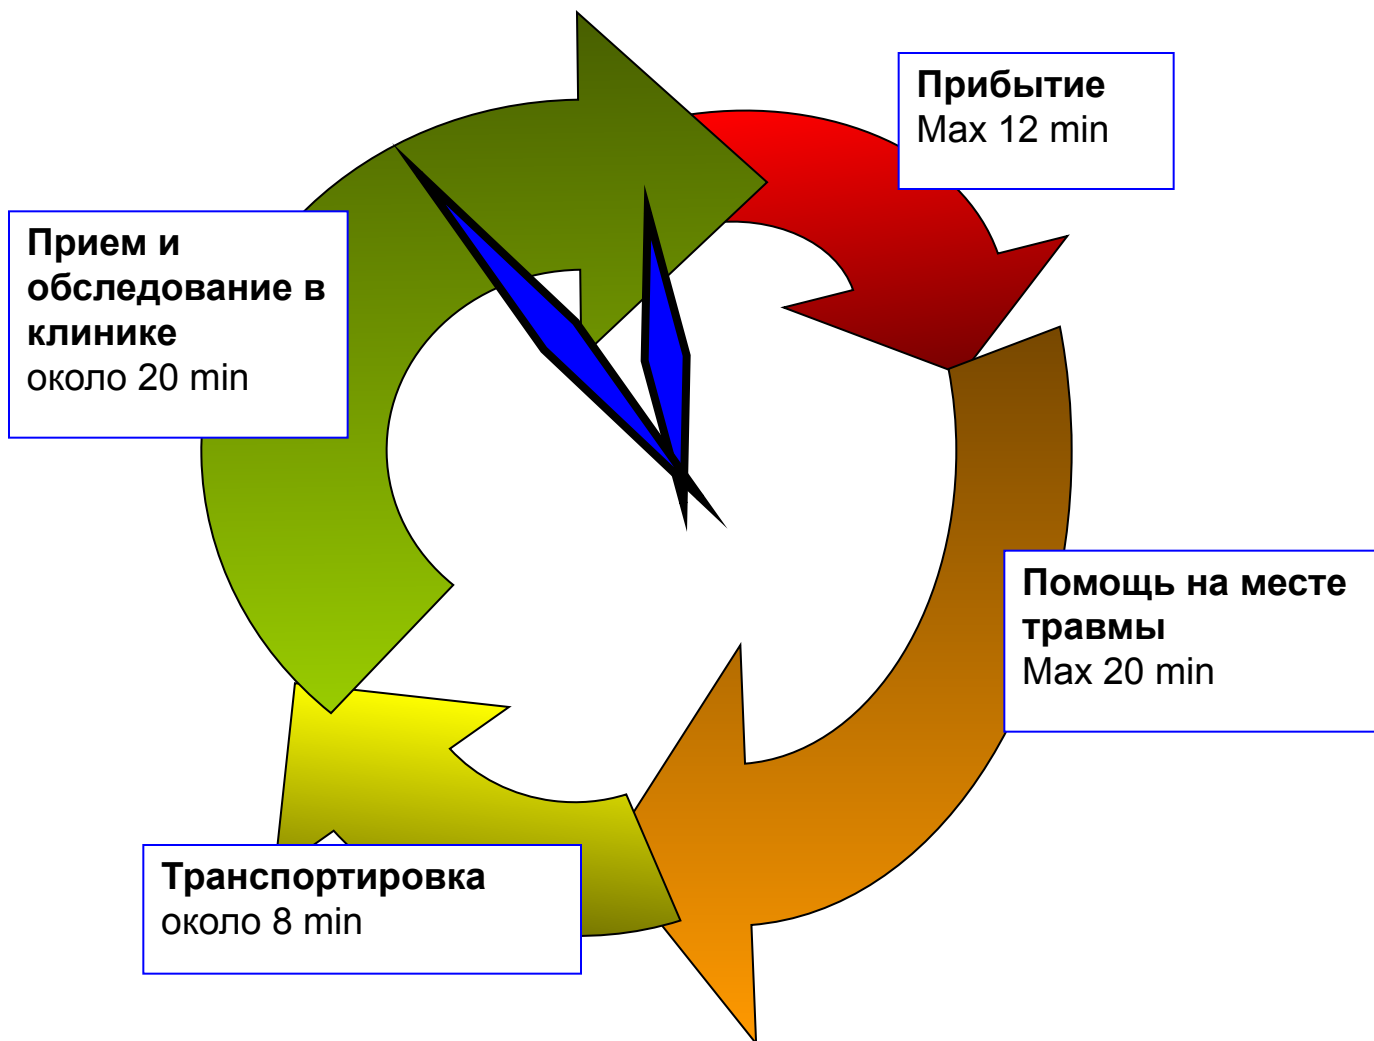 Прибытие
Max 12 min
Прием и
обследование в
клинике
около 20 min
Помощь на месте
травмы
Max 20 min
Транспортировка
около 8 min